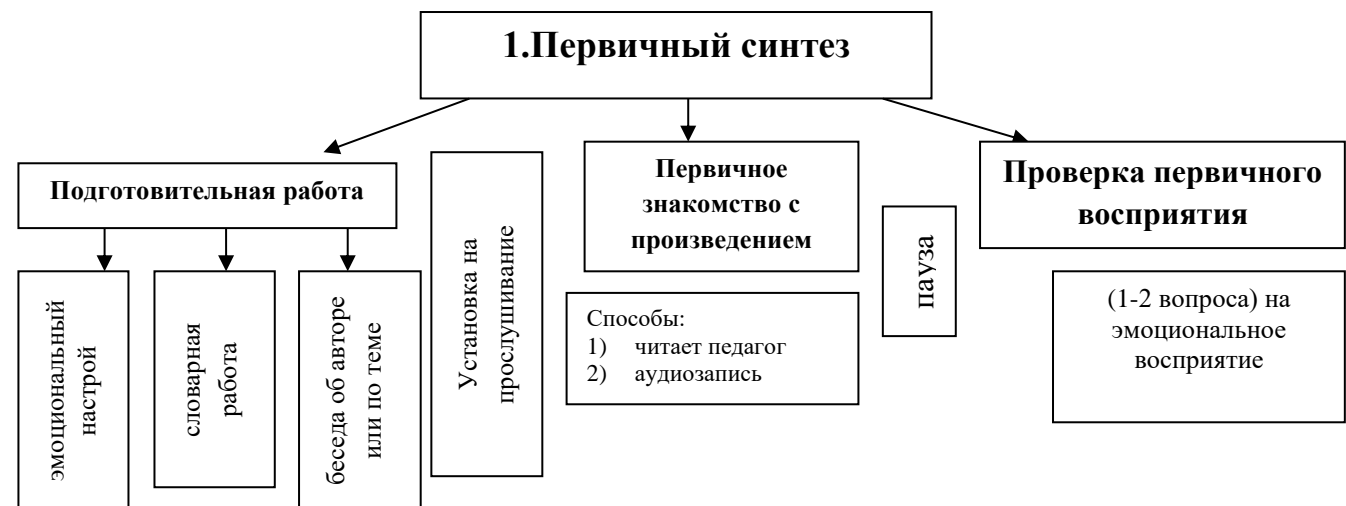 1.Первичный синтез
Подготовительная работа
эмоциональный
настрой
словарная
работа
беседа об авторе
или по теме
Установка на
прослушивание
Первичное
знакомство с
произведением
Способы:
1) читает педагог
2) аудиозапись
пауза
Проверка первичного
восприятия
(1-2 вопроса) на
эмоциональное
восприятие